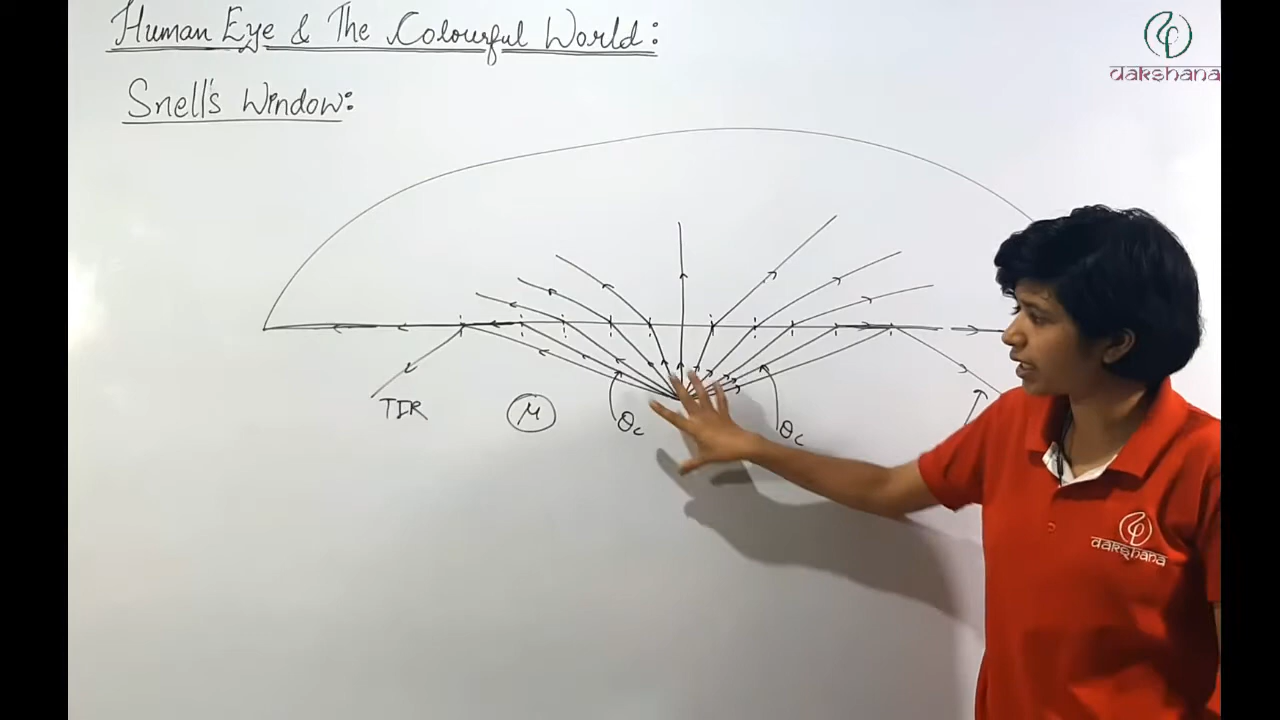 Human Eye & The Colourful World:
dakshana
Snell's Window:
TIR
μ
θc
θc
dakshana